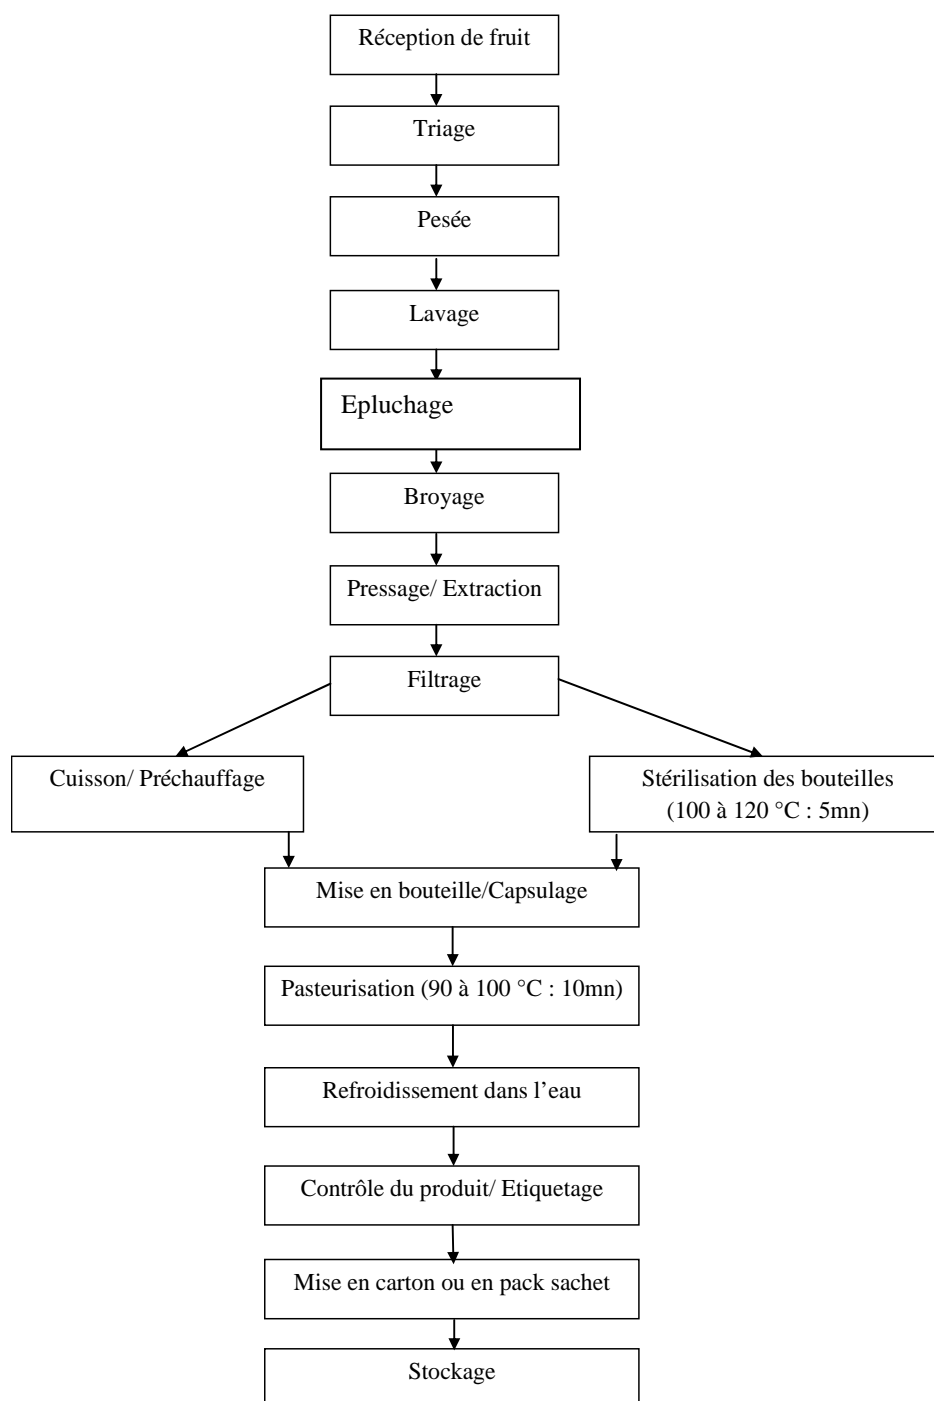 Réception de fruit
Triage
Pesée
Lavage
Epluchage
Broyage
Pressage/ Extraction
Filtrage
Cuisson/ Préchauffage
Stérilisation des bouteilles
(100 à 120 °C : 5mn)
Mise en bouteille/Capsulage
Pasteurisation (90 à 100 °C : 10mn)
Refroidissement dans l’eau
Contrôle du produit/ Etiquetage
Mise en carton ou en pack sachet
Stockage